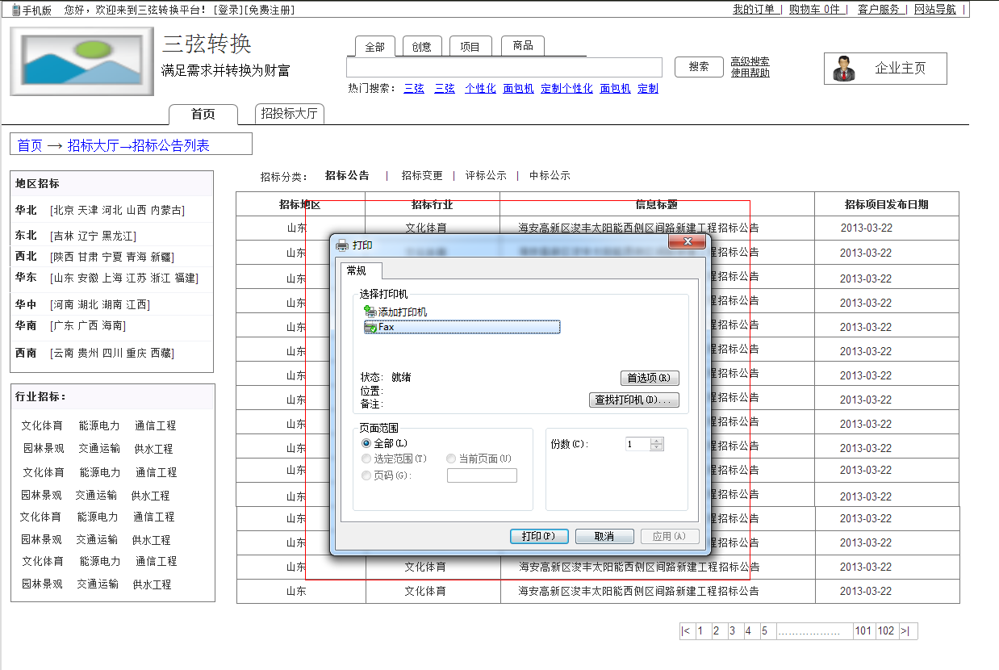 手机版 您好，欢迎来到三弦转换平台！[登录][免费注册] 我的订单 | 购物车 0件 | 客户服务 | 网站导航 |
三弦转换
满足需求并转换为财富
全部 创意 项目 商品
搜索 高级搜索
使用帮助
企业主页
热门搜索： 三弦 三弦 个性化 面包机 定制个性化 面包机 定制
首页 招投标大厅
首页 → 招标大厅→招标公告列表
地区招标
华北 [北京 天津 河北 山西 内蒙古]
东北 [吉林 辽宁 黑龙江]
西北 [陕西 甘肃 宁夏 青海 新疆]
华东 [山东 安徽 上海 江苏 浙江 福建]
华中 [河南 湖北 湖南 江西]
华南 [广东 广西 海南]
西南 [云南 贵州 四川 重庆 西藏]
行业招标：
文化体育 能源电力 通信工程
园林景观 交通运输 供水工程
文化体育 能源电力 通信工程
园林景观 交通运输 供水工程
文化体育 能源电力 通信工程
园林景观 交通运输 供水工程
文化体育 能源电力 通信工程
园林景观 交通运输 供水工程
招标分类： 招标公告 | 招标变更 | 评标公示 | 中标公示
招标地区 招标行业 信息标题 招标项目发布日期
山东 文化体育 海安高新区浚丰太阳能西侧区间路新建工程招标公告 2013-03-22
山东 程招标公告 2013-03-22
山东 程招标公告 2013-03-22
山东 程招标公告 2013-03-22
山东 程招标公告 2013-03-22
山东 程招标公告 2013-03-22
山东 程招标公告 2013-03-22
山东 程招标公告 2013-03-22
山东 程招标公告 2013-03-22
山东 程招标公告 2013-03-22
山东 程招标公告 2013-03-22
山东 程招标公告 2013-03-22
山东 程招标公告 2013-03-22
山东 程招标公告 2013-03-22
山东 文化体育 海安高新区浚丰太阳能西侧区间路新建工程招标公告 2013-03-22
山东 文化体育 海安高新区浚丰太阳能西侧区间路新建工程招标公告 2013-03-22
打印
常规
选择打印机
添加打印机
Fax
状态: 就绪 首选项(R)
位置:
备注: 查找打印机(D)...
页面范围
全部(L)
选定范围(T) 当前页面(U)
页码(G):
份数(C): 1
打印(P) 取消 应用(A)
|< 1 2 3 4 5 ……………… 101 102 >|